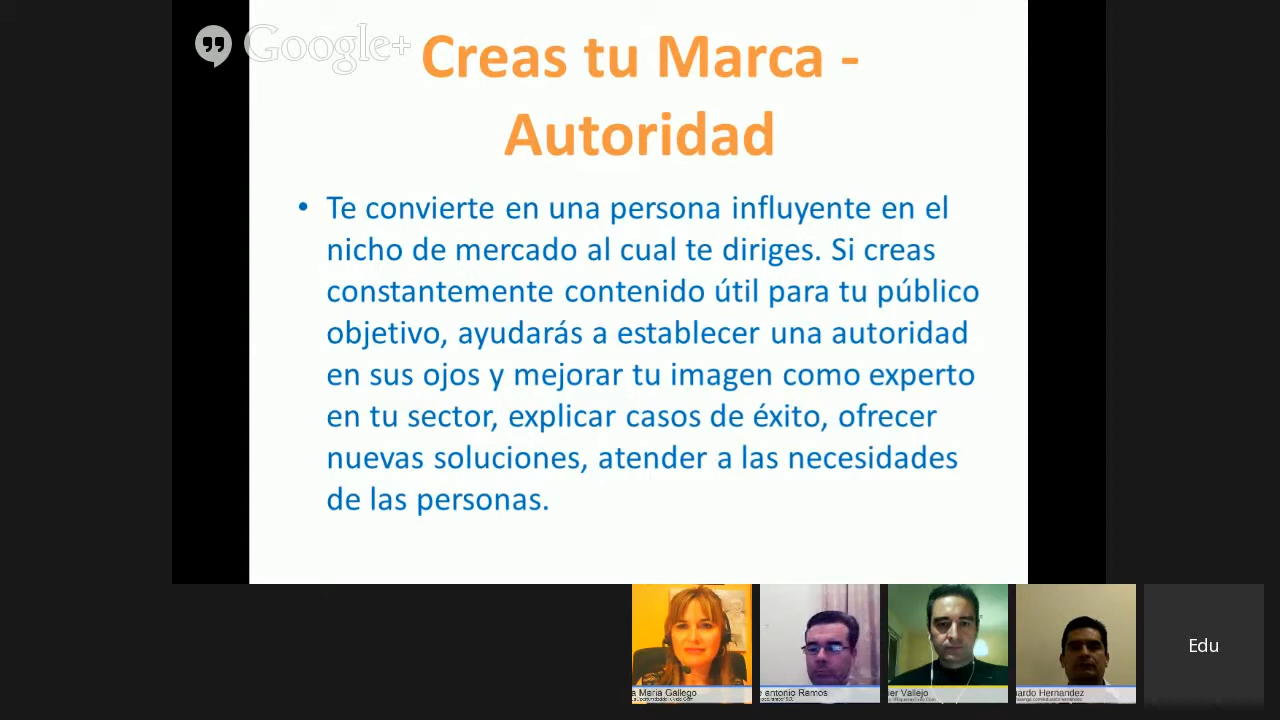 Google+
Creas tu Marca -
Autoridad
• Te convierte en una persona influyente en el
nicho de mercado al cual te diriges. Si creas
constantemente contenido útil para tu público
objetivo, ayudarás a establecer una autoridad
en sus ojos y mejorar tu imagen como experto
en tu sector, explicar casos de éxito, ofrecer
nuevas soluciones, atender a las necesidades
de las personas.
a Maria Gallego
antonio Ramos
Vallejo
Hernandez
Edu